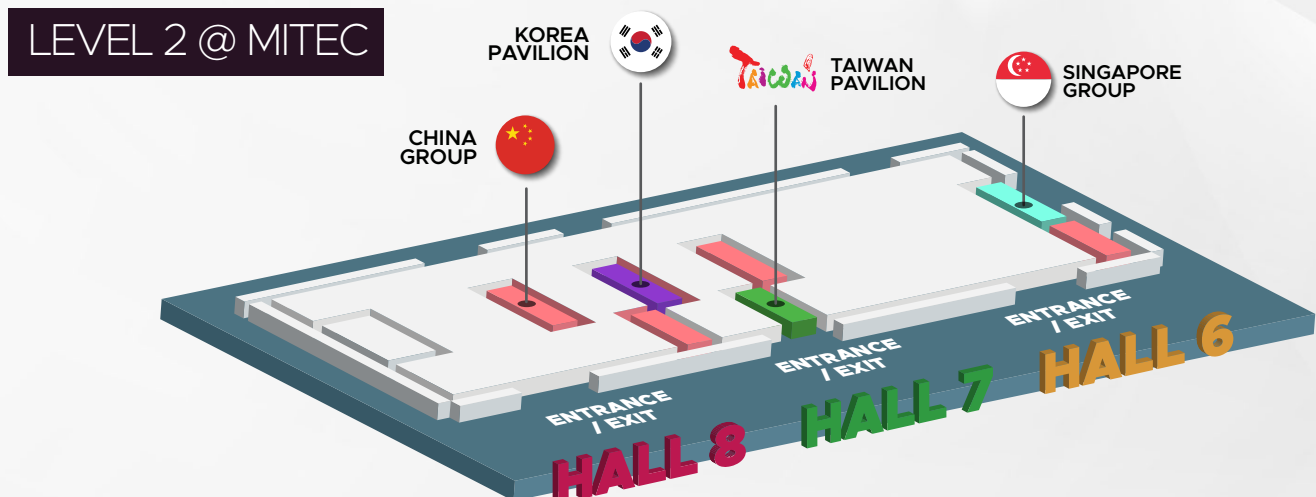 LEVEL 2 @ MITEC
KOREA
PAVILION
TAIWAN
TAIWAN
PAVILION
SINGAPORE
GROUP
CHINA
GROUP
ENTRANCE
/ EXIT
HALL 6
ENTRANCE
/ EXIT
HALL 7
ENTRANCE
/ EXIT
HALL 8